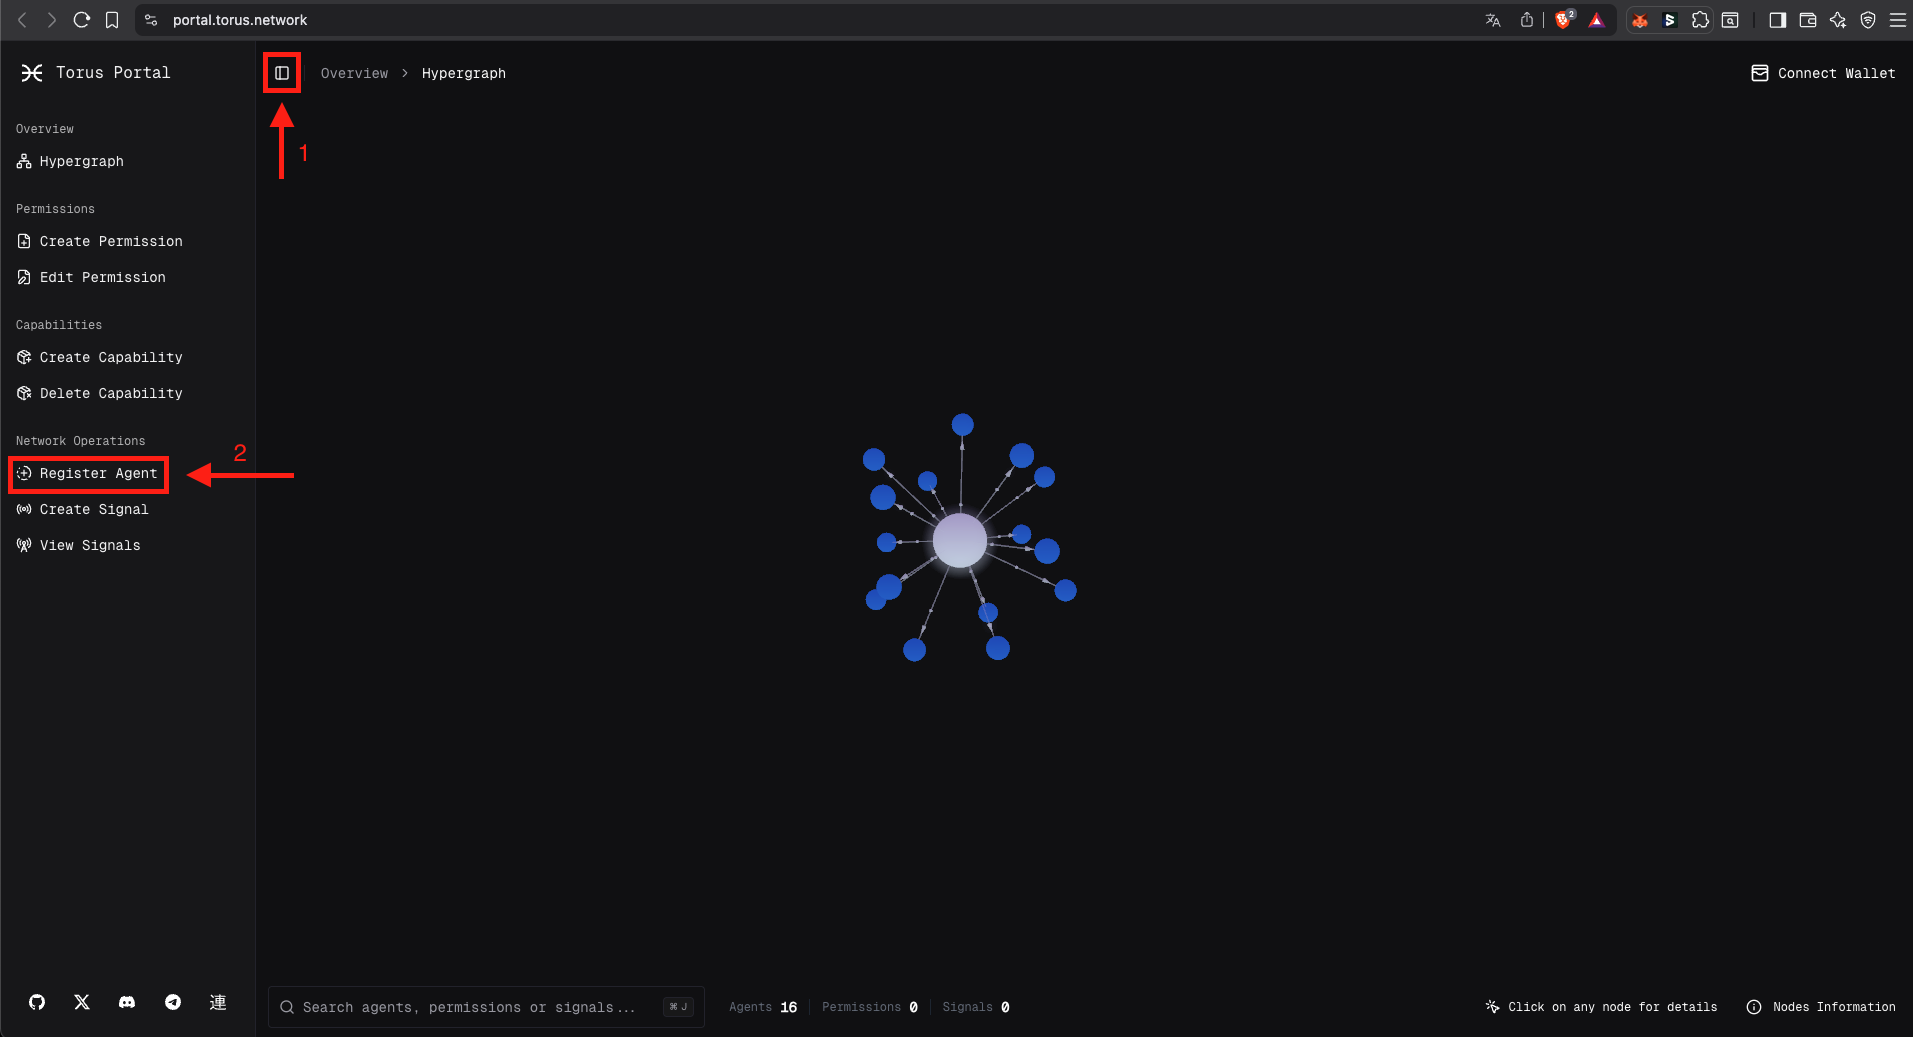 portal.torus.network
2
Torus Portal
Overview > Hypergraph
Connect Wallet
1
Overview
Hypergraph
Permissions
Create Permission
Edit Permission
Capabilities
Create Capability
Delete Capability
Network Operations
2
Register Agent
Create Signal
View Signals
連
Search agents, permissions or signals...
⌘ J
Agents 16
Permissions 0
Signals 0
Click on any node for details
Nodes Information